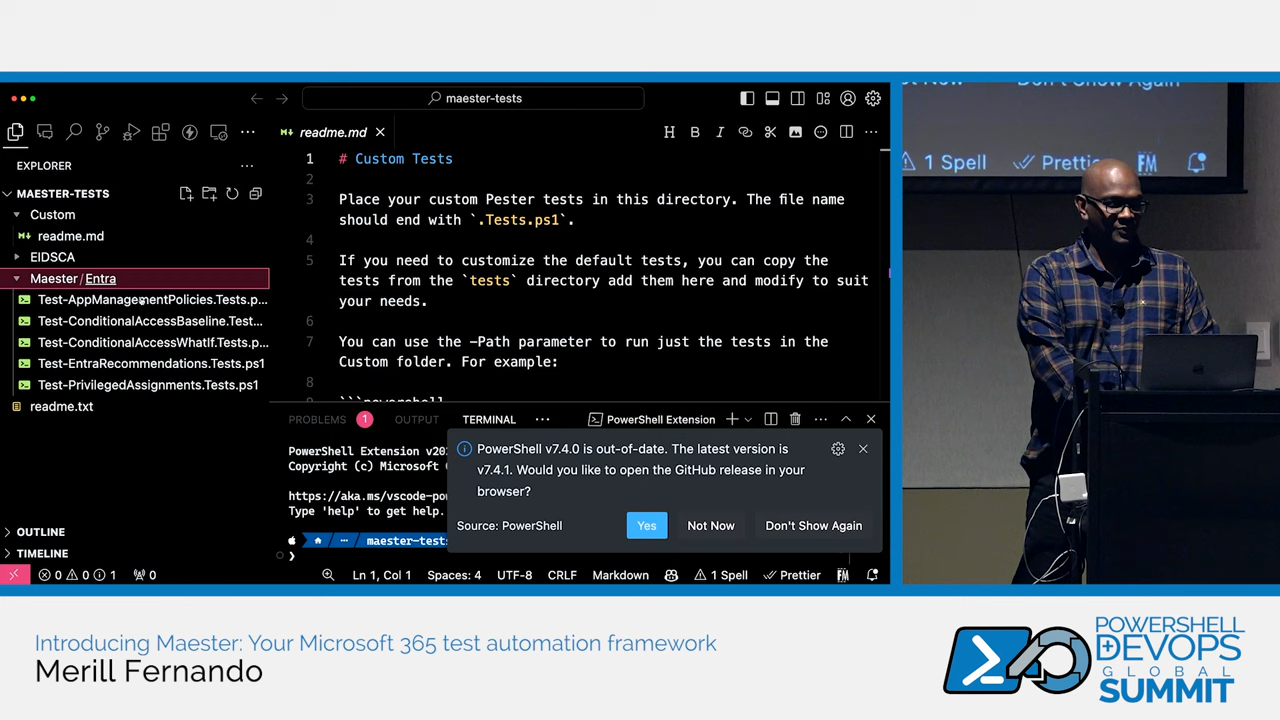 maester-tests
readme.md
EXPLORER
MAESTER-TESTS
Custom
readme.md
EIDSCA
Maester / Entra
Test-AppManagementPolicies.Tests.p...
Test-ConditionalAccessBaseline.Test...
Test-ConditionalAccessWhatIf.Tests.p...
Test-EntraRecommendations.Tests.ps1
Test-PrivilegedAssignments.Tests.ps1
readme.txt
OUTLINE
TIMELINE
1 # Custom Tests
2
3 Place your custom Pester tests in this directory. The file name
should end with `.Tests.ps1`.
4
5 If you need to customize the default tests, you can copy the
tests from the `tests` directory add them here and modify to suit
your needs.
6
7 You can use the -Path parameter to run just the tests in the
Custom folder. For example:
8
```powershell
PROBLEMS 1 OUTPUT TERMINAL ... PowerShell Extension
PowerShell Extension v20
Copyright (c) Microsoft
https://aka.ms/vscode-pow
Type 'help' to get help.
maester-tests
PowerShell v7.4.0 is out-of-date. The latest version is
v7.4.1. Would you like to open the GitHub release in your
browser?
Source: PowerShell Yes Not Now Don't Show Again
0 0 1 0 Ln 1, Col 1 Spaces: 4 UTF-8 CRLF Markdown 1 Spell Prettier FM
Don't Show Again
1 Spell Prettie FM
Introducing Maester: Your Microsoft 365 test automation framework
Merill Fernando
POWERSHELL
DEVOPS
GLOBAL
SUMMIT